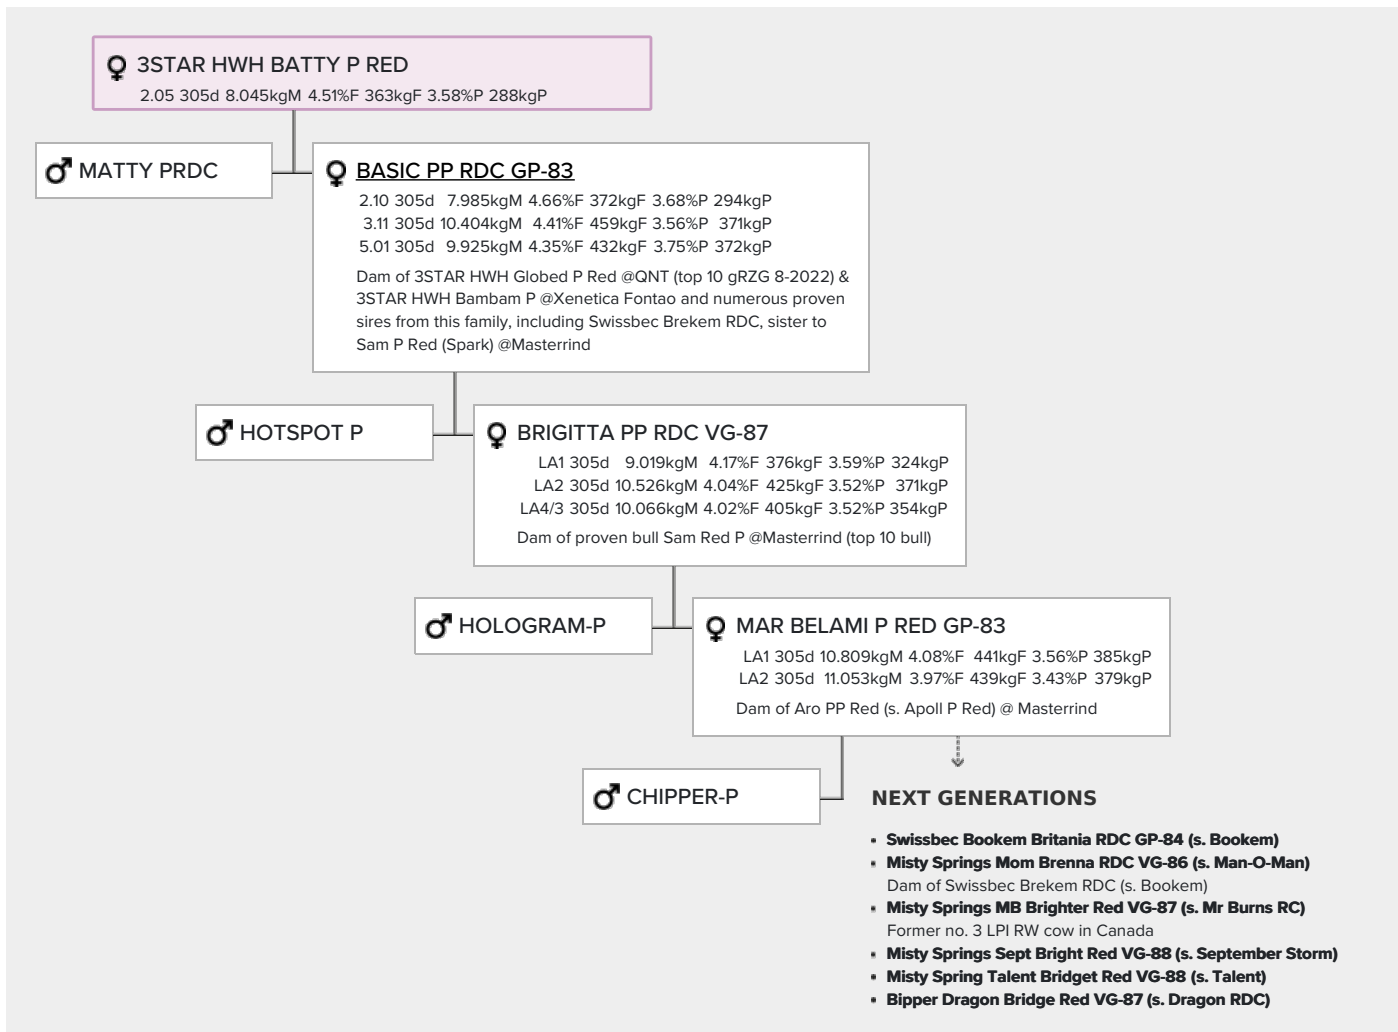 3STAR HWH BATTY P RED
2.05 305d 8.045kgM 4.51%F 363kgF 3.58%P 288kgP
MATTY PRDC
BASIC PP RDC GP-83
2.10 305d 7.985kgM 4.66%F 372kgF 3.68%P 294kgP
3.11 305d 10.404kgM 4.41%F 459kgF 3.56%P 371kgP
5.01 305d 9.925kgM 4.35%F 432kgF 3.75%P 372kgP
Dam of 3STAR HWH Globed P Red @QNT (top 10 gRZG 8-2022) &
3STAR HWH Bambam P @Xenetica Fontao and numerous proven
sires from this family, including Swissbec Brekem RDC, sister to
Sam P Red (Spark) @Masterrind
HOTSPOT P
BRIGITTA PP RDC VG-87
LA1 305d 9.019kgM 4.17%F 376kgF 3.59%P 324kgP
LA2 305d 10.526kgM 4.04%F 425kgF 3.52%P 371kgP
LA4/3 305d 10.066kgM 4.02%F 405kgF 3.52%P 354kgP
Dam of proven bull Sam Red P @Masterrind (top 10 bull)
HOLOGRAM-P
MAR BELAMI P RED GP-83
LA1 305d 10.809kgM 4.08%F 441kgF 3.56%P 385kgP
LA2 305d 11.053kgM 3.97%F 439kgF 3.43%P 379kgP
Dam of Aro PP Red (s. Apoll P Red) @ Masterrind
CHIPPER-P
NEXT GENERATIONS
• Swissbec Bookem Britania RDC GP-84 (s. Bookem)
• Misty Springs Mom Brenna RDC VG-86 (s. Man-O-Man)
Dam of Swissbec Brekem RDC (s. Bookem)
• Misty Springs MB Brighter Red VG-87 (s. Mr Burns RC)
Former no. 3 LPI RW cow in Canada
• Misty Springs Sept Bright Red VG-88 (s. September Storm)
• Misty Spring Talent Bridget Red VG-88 (s. Talent)
• Bipper Dragon Bridge Red VG-87 (s. Dragon RDC)